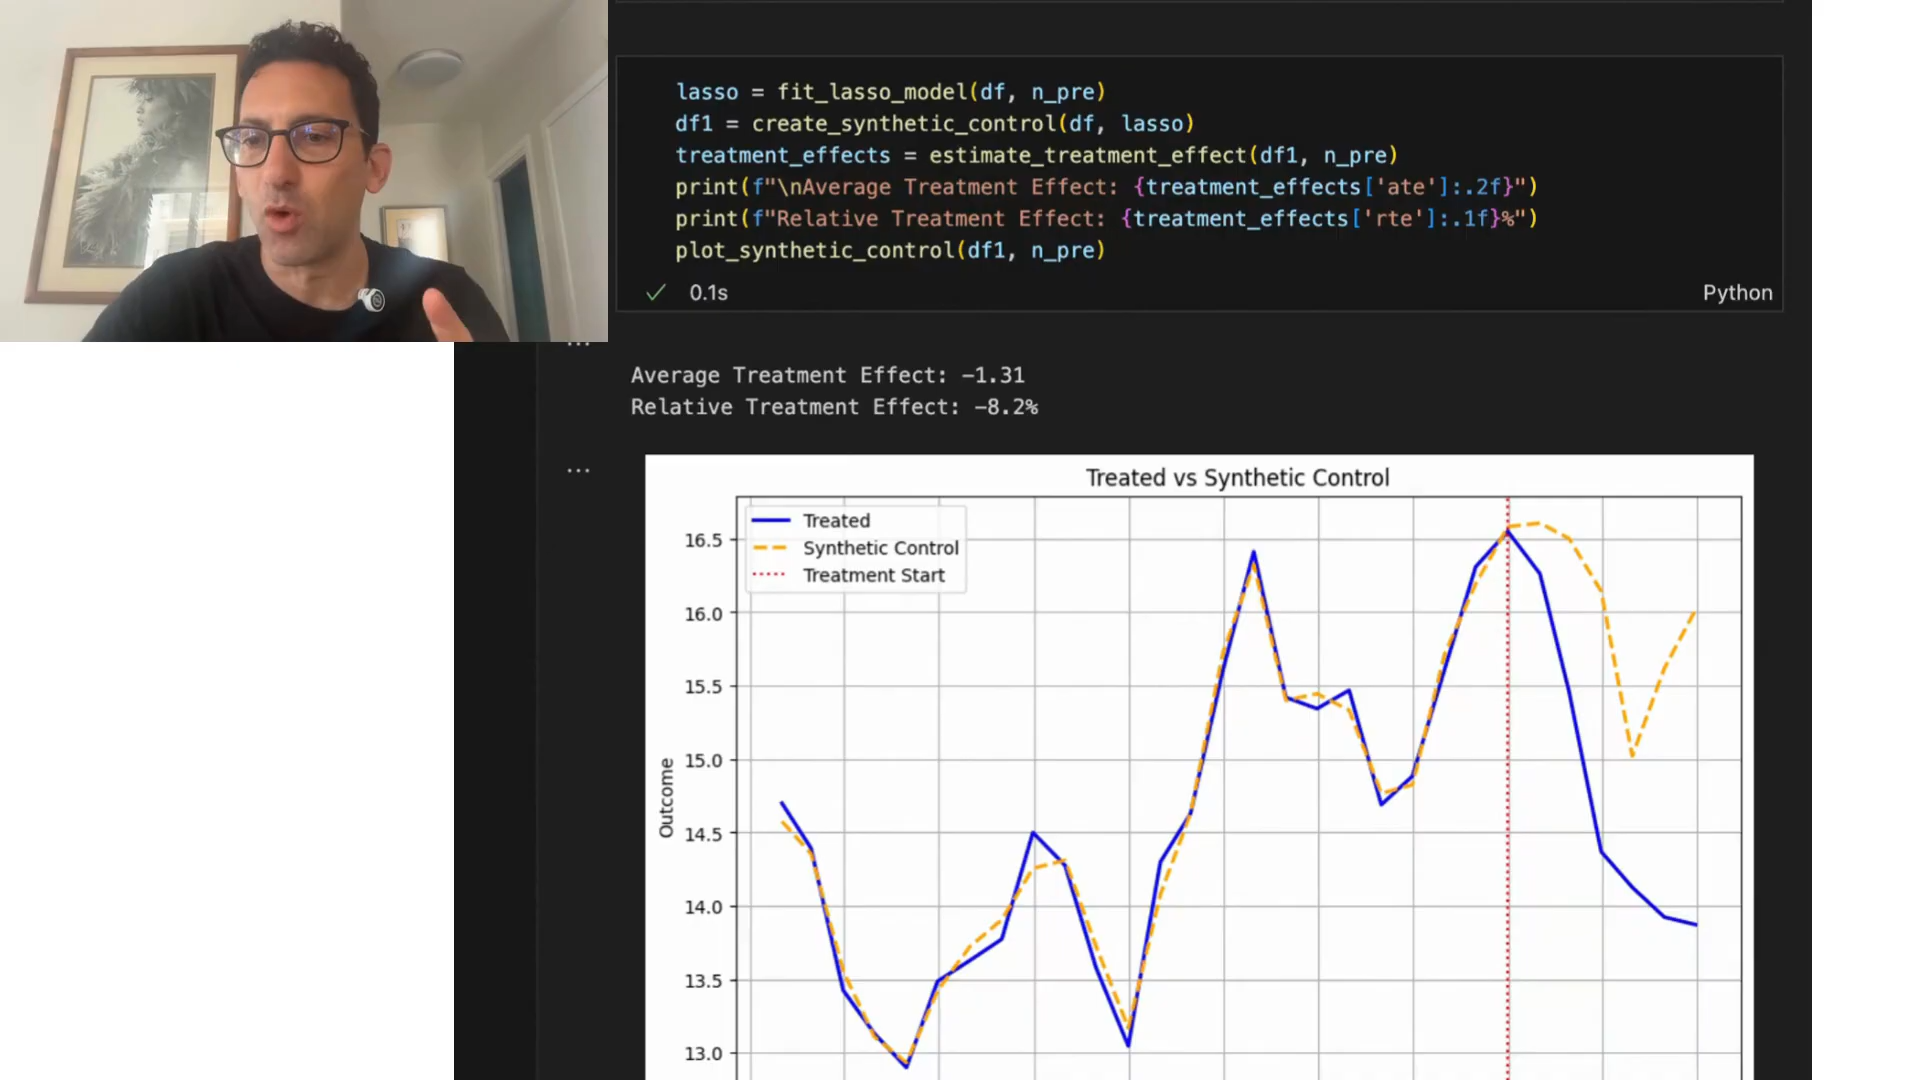 lasso = fit_lasso_model(df, n_pre)
df1 = create_synthetic_control(df, lasso)
treatment_effects = estimate_treatment_effect(df1, n_pre)
print(f"\nAverage Treatment Effect: {treatment_effects['ate']:.2f}")
print(f"Relative Treatment Effect: {treatment_effects['rte']:.1f}%")
plot_synthetic_control(df1, n_pre)
✓ 0.1s
Python
...
Average Treatment Effect: -1.31
Relative Treatment Effect: -8.2%
...
Treated vs Synthetic Control
Treated
Synthetic Control
Treatment Start
16.5
16.0
15.5
15.0
14.5
14.0
13.5
13.0
Outcome